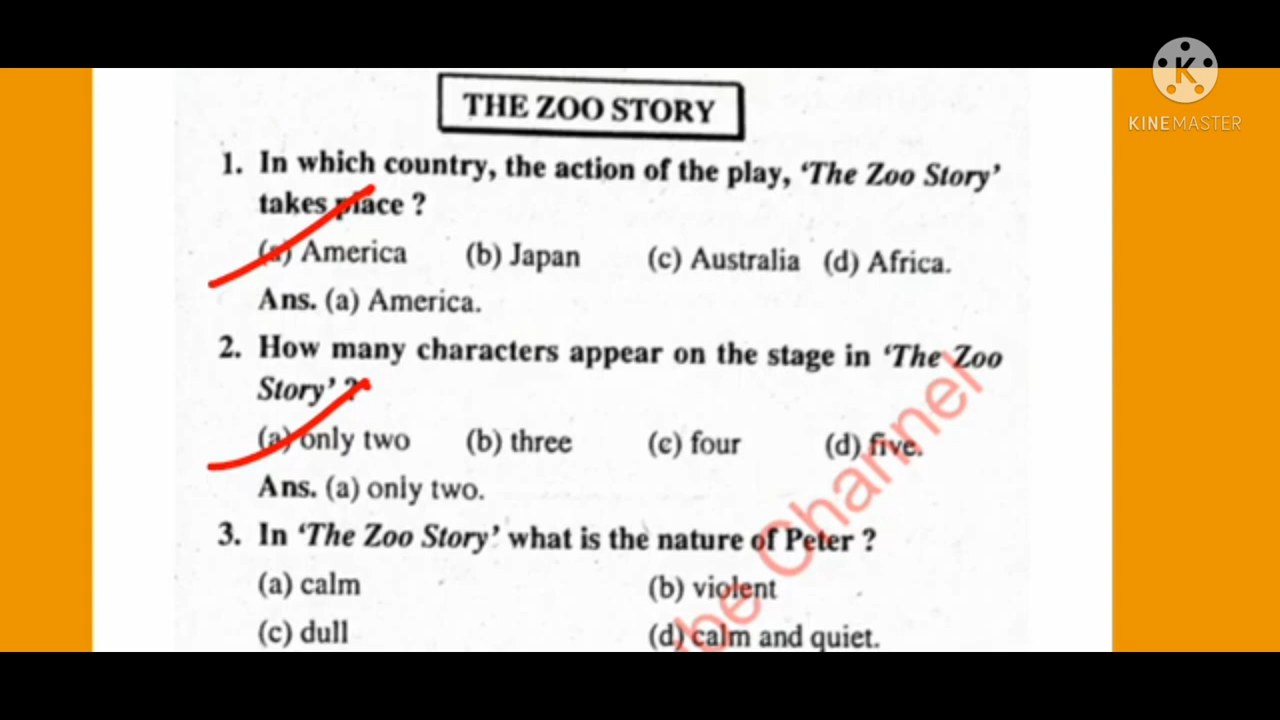 KINEMASTER
THE ZOO STORY
1. In which country, the action of the play, ‘The Zoo Story’
takes place ?
(a) America (b) Japan (c) Australia (d) Africa.
Ans. (a) America.
2. How many characters appear on the stage in ‘The Zoo
Story’ ?
(a) only two (b) three (c) four (d) five.
Ans. (a) only two.
3. In ‘The Zoo Story’ what is the nature of Peter ?
(a) calm (b) violent
(c) dull (d) calm and quiet.
be Channel